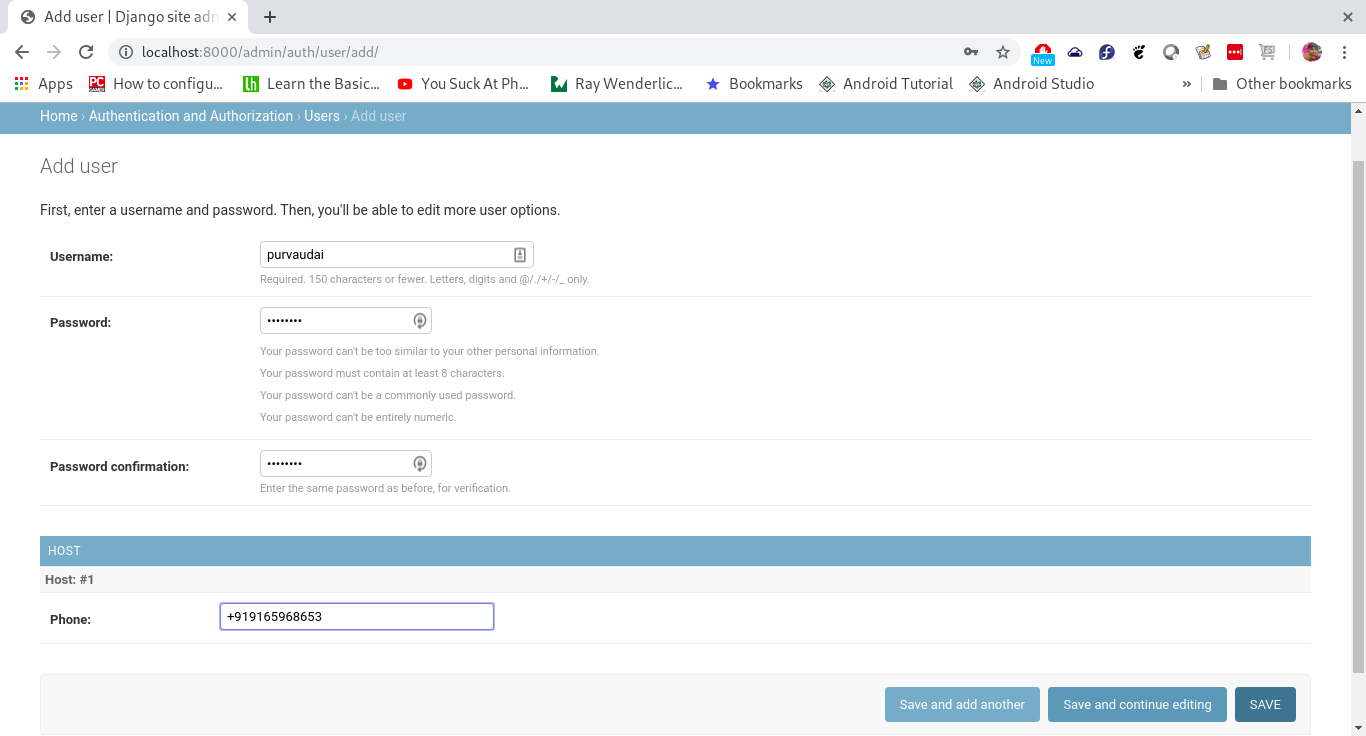 Add user | Django site adn
localhost:8000/admin/auth/user/add/
New
Apps PC How to configu... lh Learn the Basic... You Suck At Ph... Ray Wenderlic... Bookmarks Android Tutorial Android Studio » Other bookmarks
Home › Authentication and Authorization › Users › Add user
Add user
First, enter a username and password. Then, you'll be able to edit more user options.
Username: purvaudai
Required. 150 characters or fewer. Letters, digits and @/./+/-/_ only.
Password: ••••••••
Your password can't be too similar to your other personal information.
Your password must contain at least 8 characters.
Your password can't be a commonly used password.
Your password can't be entirely numeric.
Password confirmation: ••••••••
Enter the same password as before, for verification.
HOST
Host: #1
Phone: +919165968653
Save and add another Save and continue editing SAVE